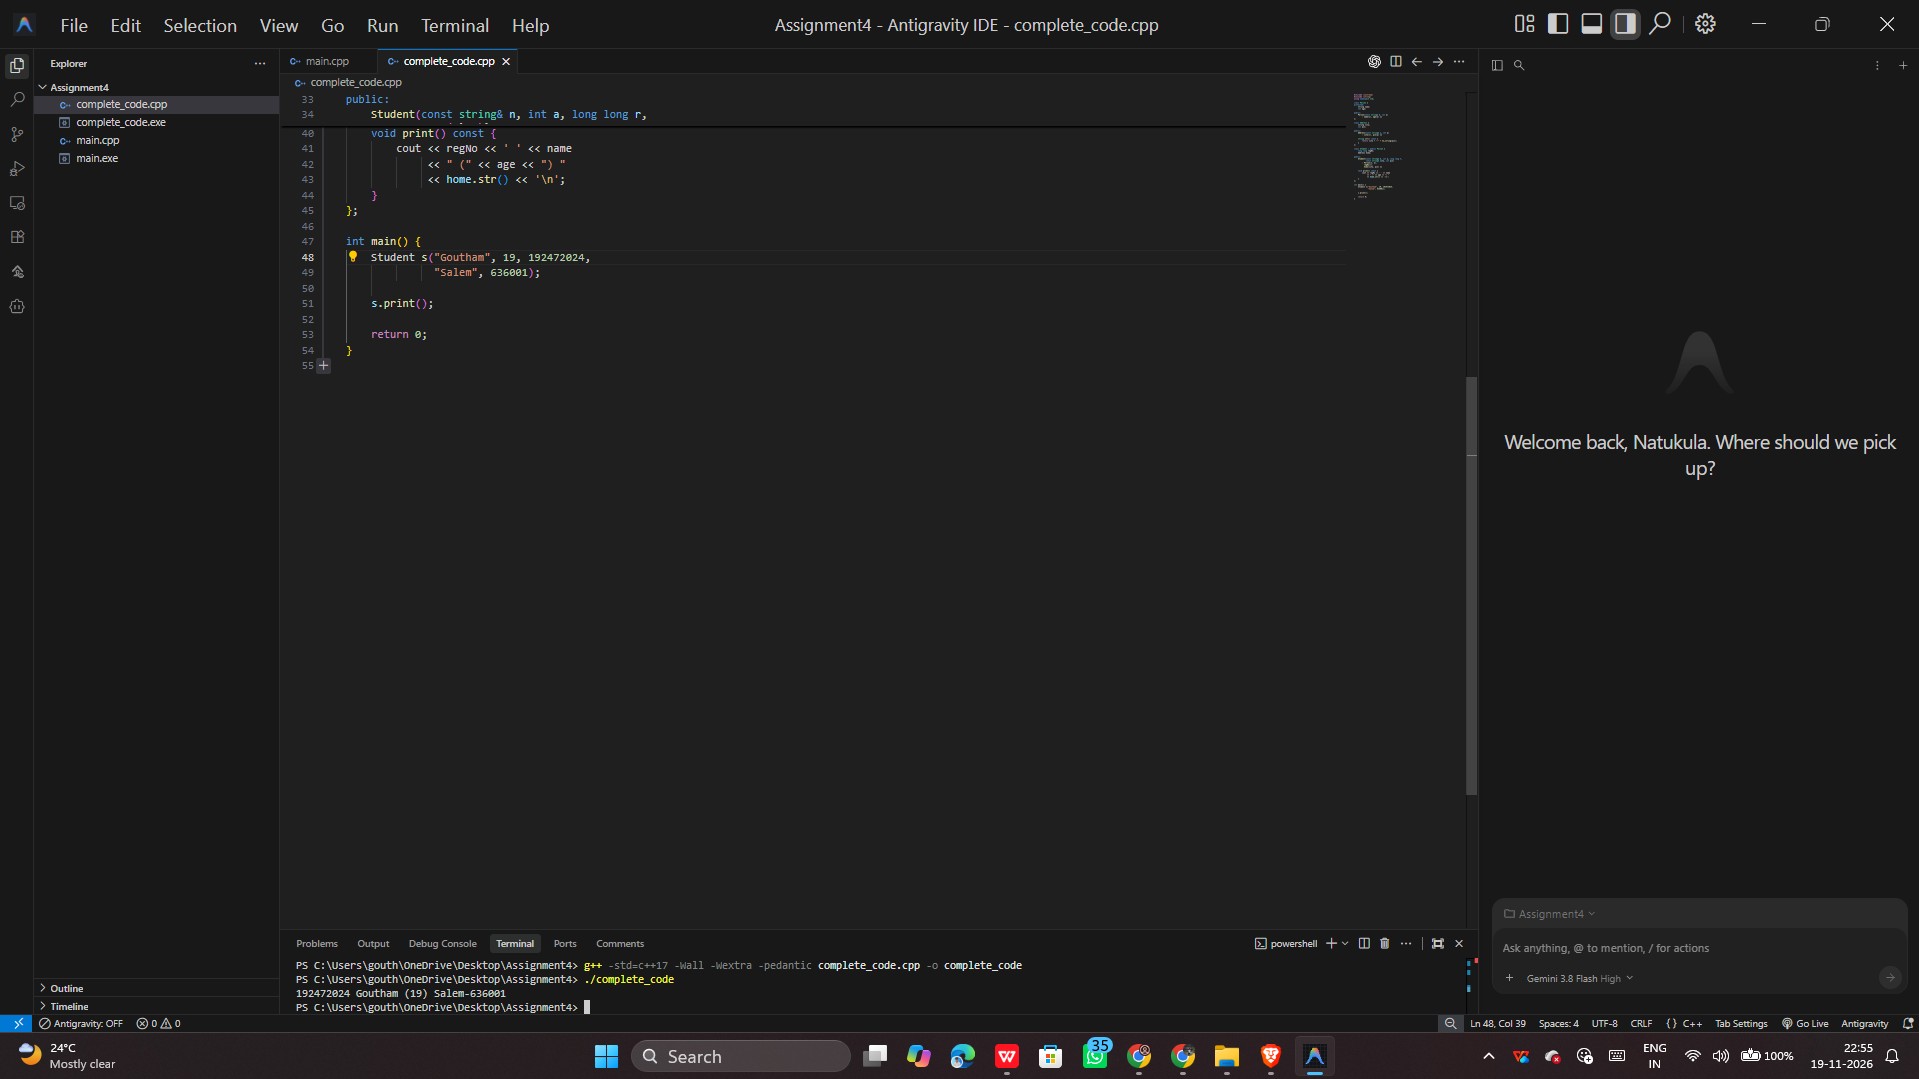 File Edit Selection View Go Run Terminal Help
Assignment4 - Antigravity IDE - complete_code.cpp
Explorer
Assignment4
complete_code.cpp
complete_code.exe
main.cpp
main.exe
Outline
Timeline
main.cpp
complete_code.cpp
complete_code.cpp
33 public:
34 Student(const string& n, int a, long long r,
40 void print() const {
41 cout << regNo << ' ' << name
42 << " (" << age << ") "
43 << home.str() << '\n';
44 }
45 };
46
47 int main() {
48 Student s("Goutham", 19, 192472024,
49 "Salem", 636001);
50
51 s.print();
52
53 return 0;
54 }
55
Problems Output Debug Console Terminal Ports Comments
powershell
PS C:\Users\gouth\OneDrive\Desktop\Assignment4> g++ -std=c++17 -Wall -Wextra -pedantic complete_code.cpp -o complete_code
PS C:\Users\gouth\OneDrive\Desktop\Assignment4> ./complete_code
192472024 Goutham (19) Salem-636001
PS C:\Users\gouth\OneDrive\Desktop\Assignment4>
Welcome back, Natukula. Where should we pick
up?
Assignment4
Ask anything, @ to mention, / for actions
Gemini 3.8 Flash High
Antigravity: OFF 0 0
Ln 48, Col 39 Spaces: 4 UTF-8 CRLF {} C++ Tab Settings Go Live Antigravity
24°C
Mostly clear
Search
35
ENG
IN
100%
22:55
19-11-2026